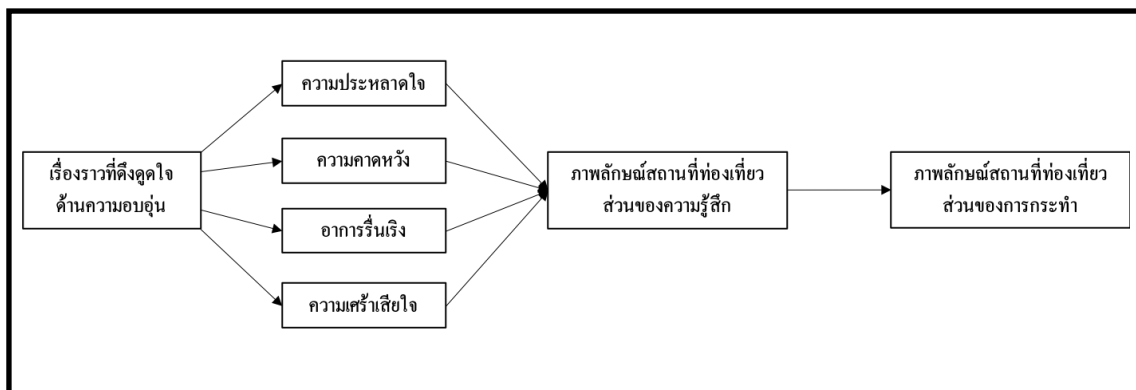 เรื่องราวที่ดึงดูดใจ
ด้านความอบอุ่น
ความประหลาดใจ
ความคาดหวัง
อาการรื่นเริง
ความเศร้าเสียใจ
ภาพลักษณ์สถานที่ท่องเที่ยว
ส่วนของความรู้สึก
ภาพลักษณ์สถานที่ท่องเที่ยว
ส่วนของการกระทำ